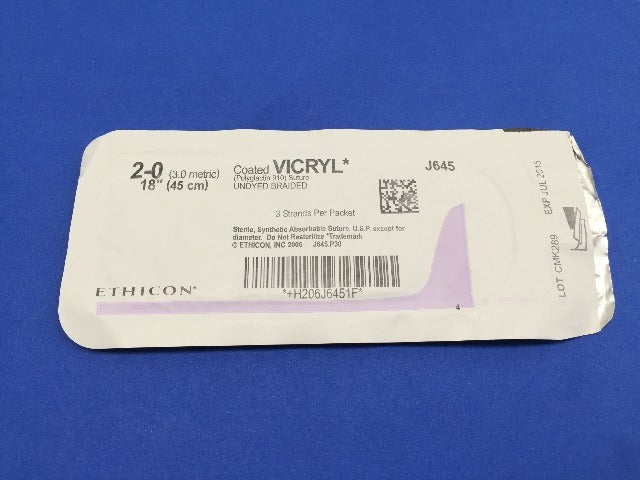 2-0 (3.0 metric)
18" (45 cm)
Coated VICRYL*
(Polyglactin 910) Suture
UNDYED BRAIDED
J645
3 Strands Per Packet
Sterile, Synthetic Absorbable Suture, U.S.P. except for
diameter. Do Not Resterilize *Trademark
© ETHICON, INC 2006 J645.P30
*+H206J6451F*
ETHICON*
4
LOT CMK289 EXP JUL 2015